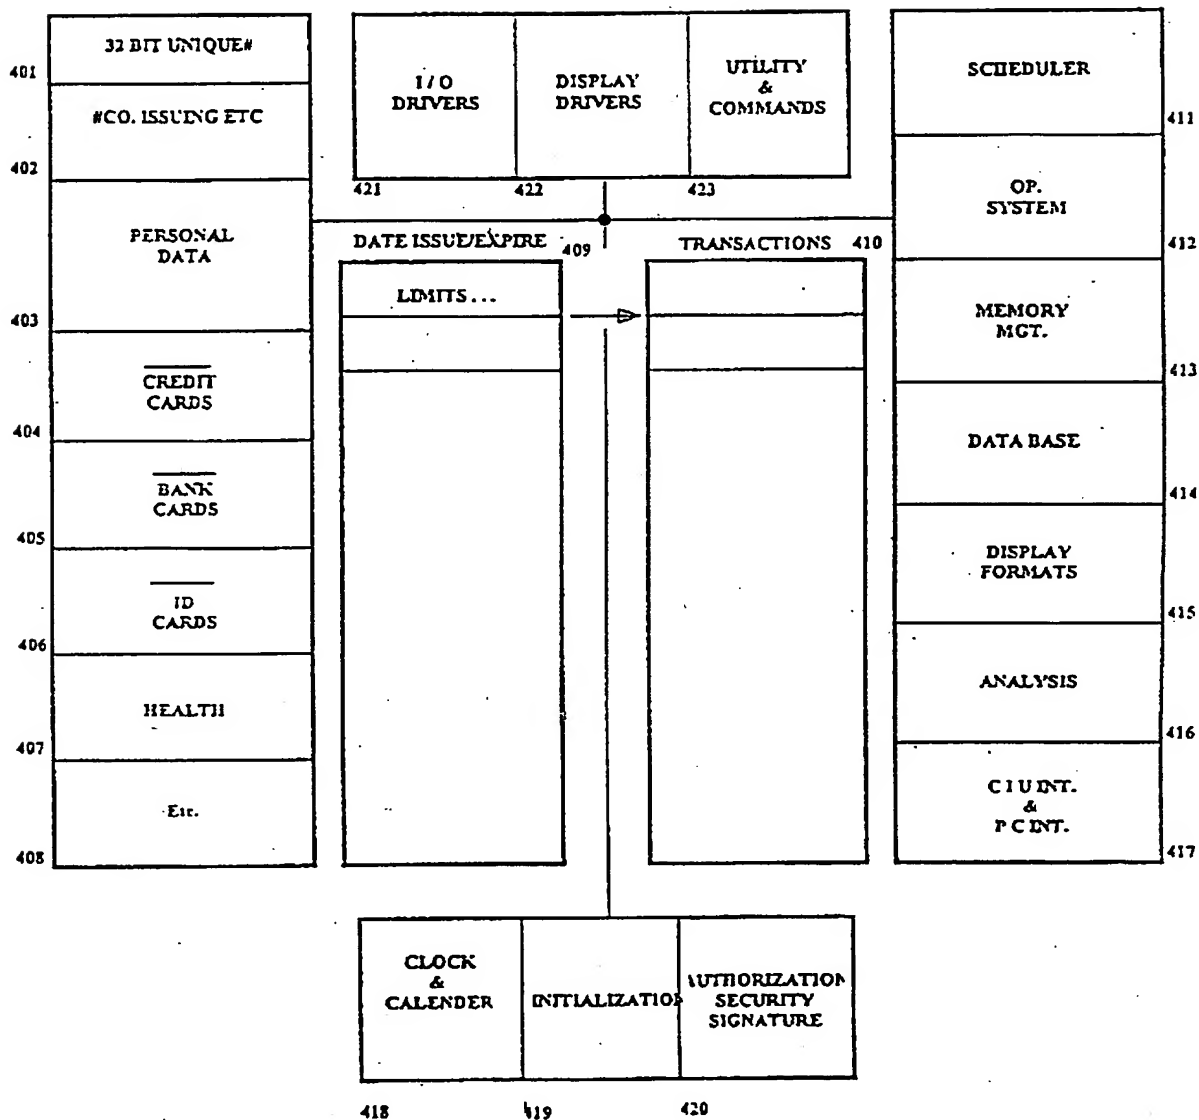 32 BIT UNIQUE#
401
#CO. ISSUING ETC
402
PERSONAL
DATA
403
CREDIT
CARDS
404
BANK
CARDS
405
ID
CARDS
406
HEALTH
407
Etc.
408
I / O
DRIVERS
DISPLAY
DRIVERS
UTILITY
&
COMMANDS
421
422
423
DATE ISSUE/EXPIRE
409
LIMITS...
TRANSACTIONS
410
SCHEDULER
411
OP.
SYSTEM
412
MEMORY
MGT.
413
DATA BASE
414
DISPLAY
FORMATS
415
ANALYSIS
416
C I U INT.
&
P C INT.
417
CLOCK
&
CALENDER
INITIALIZATION
AUTHORIZATION
SECURITY
SIGNATURE
418
419
420